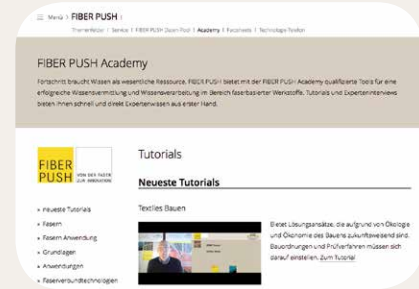 Menü | FIBER PUSH |
Themenfelder | Service | FIBER PUSH Daten Pool | Academy | Facsheets | Technologie-Telefon
FIBER PUSH Academy
Fortschritt braucht Wissen als wesentliche Ressource. FIBER PUSH bietet mit der FIBER PUSH Academy qualifizierte Tools für eine
erfolgreiche Wissensvermittlung und Wissensverarbeitung im Bereich faserbasierter Werkstoffe. Tutorials und Experteninterviews
bieten Ihnen schnell und direkt Expertenwissen aus erster Hand.
FIBER
PUSH
VON DER FASER
ZUR INNOVATION
Tutorials
Neueste Tutorials
Textiles Bauen
Bietet Lösungsansätze, die aufgrund von Ökologie
und Ökonomie des Bauens zukunftsweisend sind.
Bauordnungen und Prüfverfahren müssen sich
darauf einstellen. Zum Tutorial
» Neueste Tutorials
» Fasern
» Fasern Anwendung
» Grundlagen
» Anwendungen
» Faserverbundtechnologien